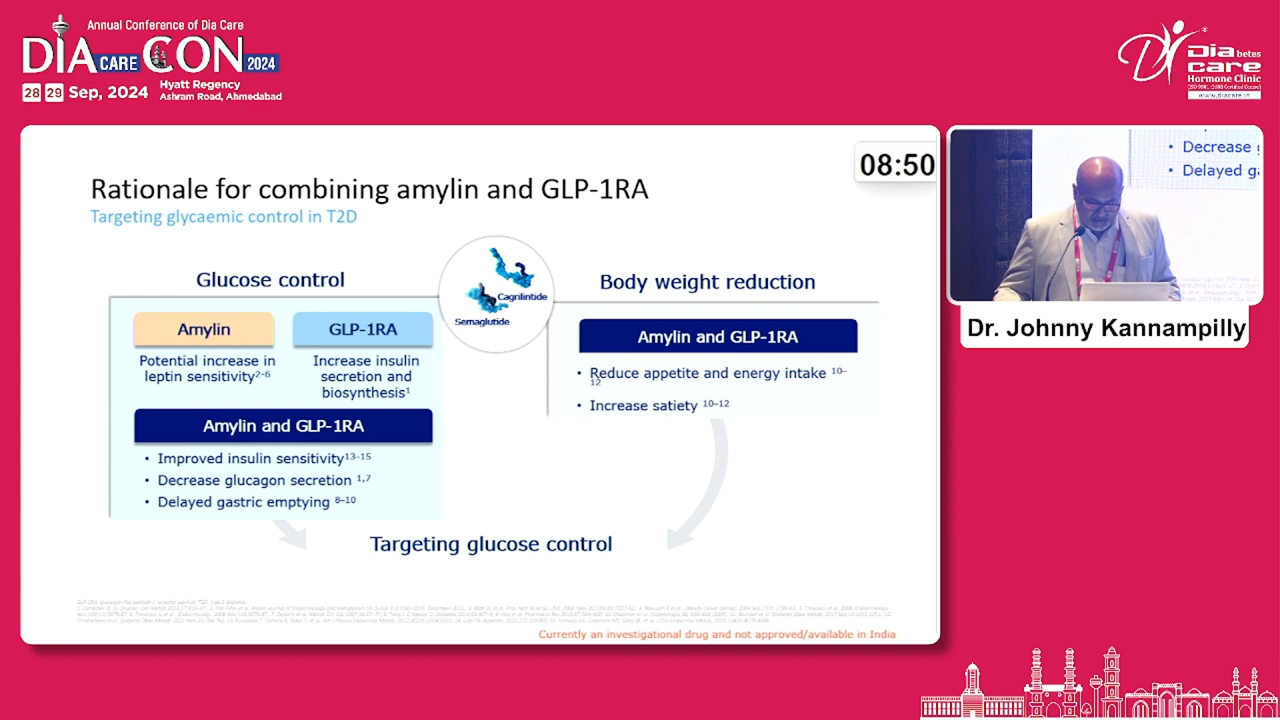 Annual Conference of Dia Care
DIA CARE CON 2024
28 29 Sep, 2024
Hyatt Regency
Ashram Road, Ahmedabad
Dia betes
care
Hormone Clinic
www.diacare.in
08:50
Rationale for combining amylin and GLP-1RA
Targeting glycaemic control in T2D
Glucose control
Cagrilintide
Semaglutide
Body weight reduction
Amylin
GLP-1RA
Potential increase in
leptin sensitivity2-6
Increase insulin
secretion and
biosynthesis1
Amylin and GLP-1RA
• Improved insulin sensitivity13-15
• Decrease glucagon secretion 1,7
• Delayed gastric emptying 8-10
Amylin and GLP-1RA
• Reduce appetite and energy intake 10-
12
• Increase satiety 10-12
Targeting glucose control
Currently an investigational drug and not approved/available in India
• Decrease
• Delayed ga
Dr. Johnny Kannampilly